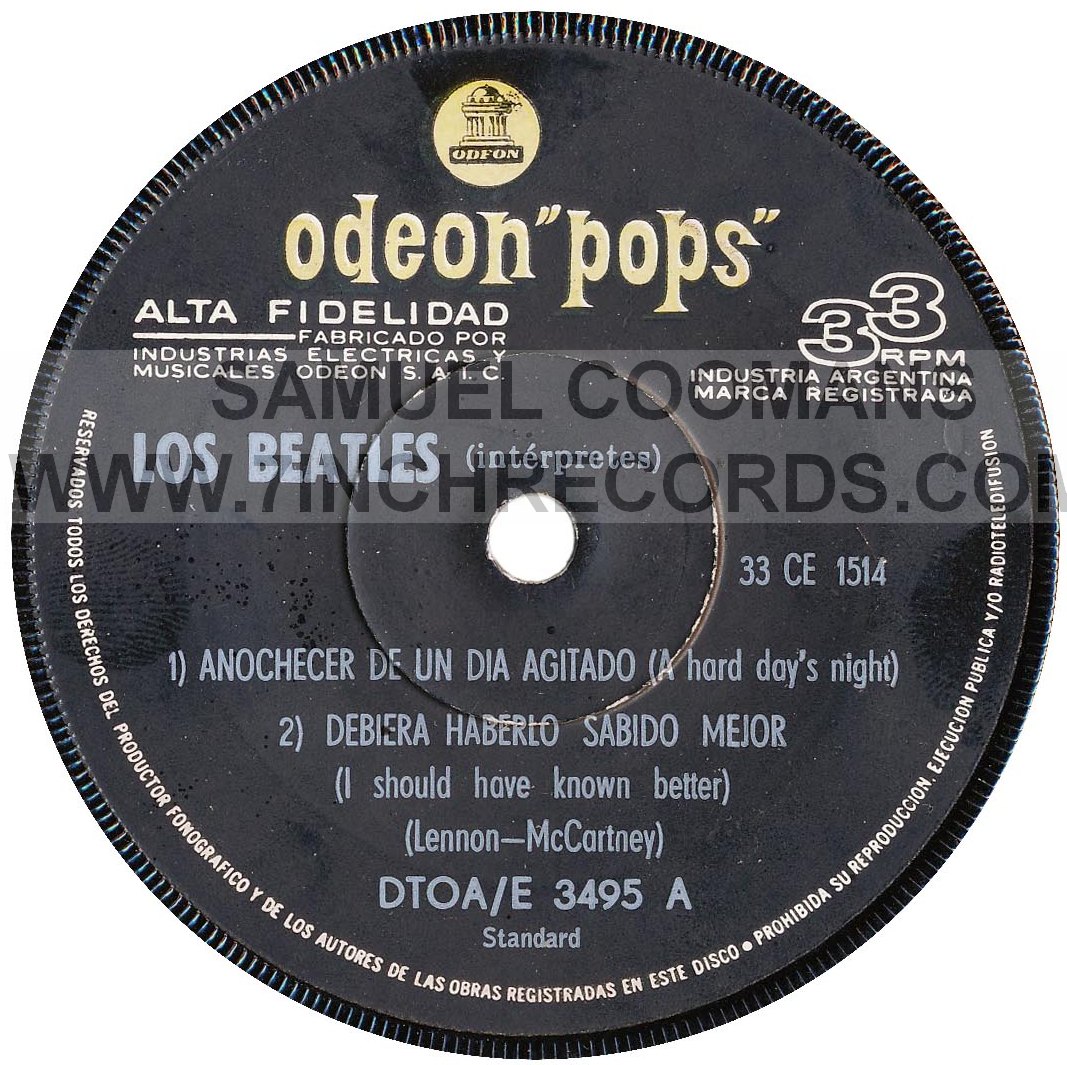 ODEON
odeon "pops"
ALTA FIDELIDAD
FABRICADO POR
INDUSTRIAS ELECTRICAS Y
MUSICALES ODEON S.A.I.C.
33
RPM
INDUSTRIA ARGENTINA
MARCA REGISTRADA
SAMUEL COOMANS
WWW.7INCHRECORDS.COM
LOS BEATLES (intérpretes)
33 CE 1514
1) ANOCHECER DE UN DIA AGITADO (A hard day's night)
2) DEBIERA HABERLO SABIDO MEJOR
(I should have known better)
(Lennon-McCartney)
DTOA/E 3495 A
Standard
RESERVADOS TODOS LOS DERECHOS DEL PRODUCTOR FONOGRAFICO Y DE LOS AUTORES DE LAS OBRAS REGISTRADAS EN ESTE DISCO ● PROHIBIDA SU REPRODUCCION, EJECUCION PUBLICA Y/O RADIOTELEDIFUSION